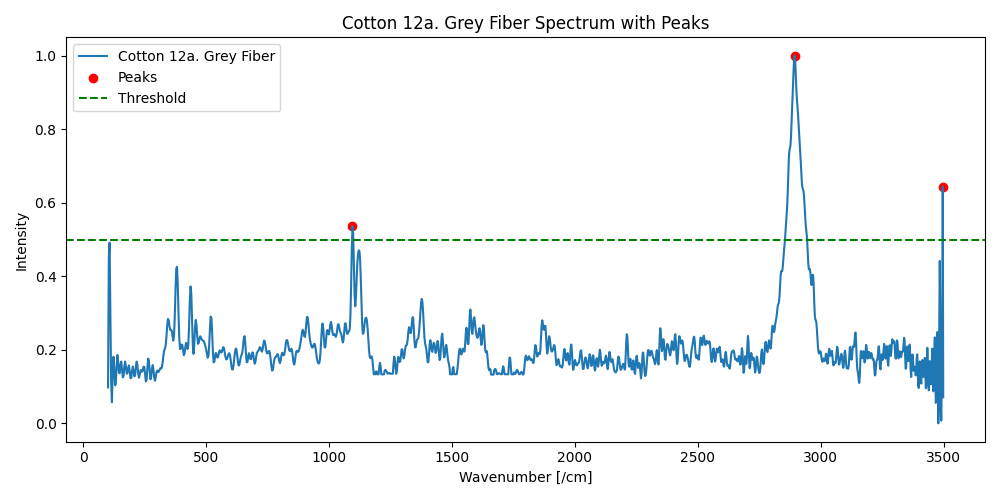 Cotton 12a. Grey Fiber Spectrum with Peaks
Cotton 12a. Grey Fiber
Peaks
Threshold
Intensity
1.0
0.8
0.6
0.4
0.2
0.0
0 500 1000 1500 2000 2500 3000 3500
Wavenumber [/cm]